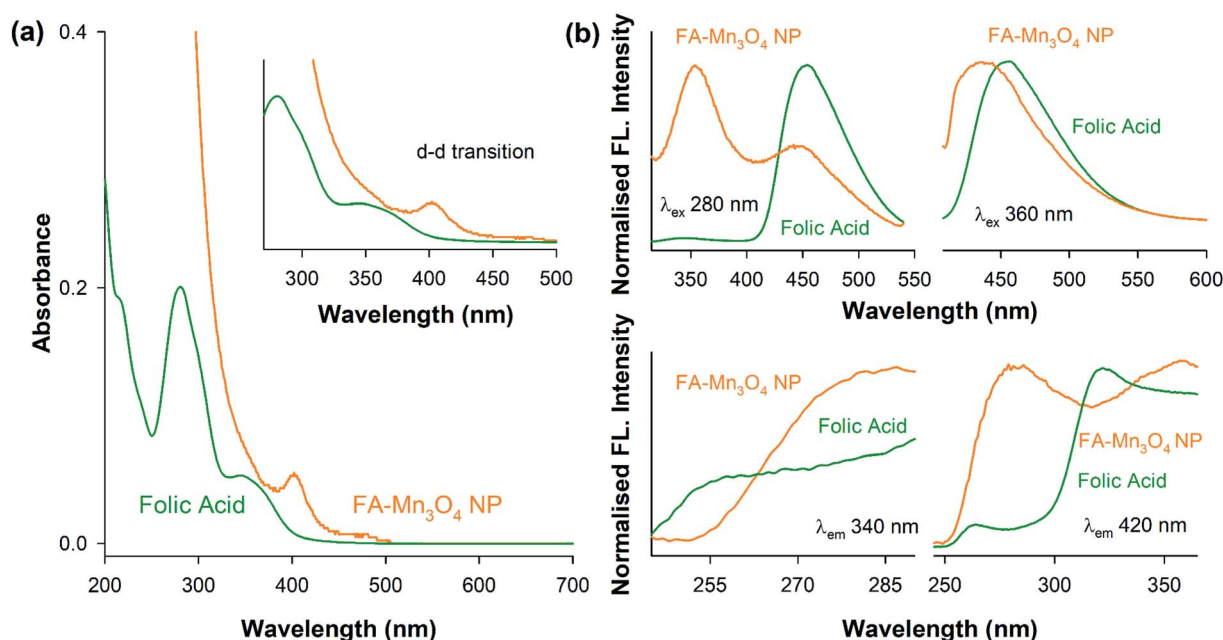 (a)
0.4
0.2
0.0
Absorbance
200 300 400 500 600 700
Wavelength (nm)
Folic Acid
FA-Mn₃O₄ NP
d-d transition
300 350 400 450 500
Wavelength (nm)
(b)
Normalised FL. Intensity
FA-Mn₃O₄ NP
λex 280 nm
Folic Acid
350 400 450 500 550
FA-Mn₃O₄ NP
Folic Acid
λex 360 nm
450 500 550 600
Wavelength (nm)
Normalised FL. Intensity
FA-Mn₃O₄ NP
Folic Acid
λem 340 nm
255 270 285
FA-Mn₃O₄ NP
Folic Acid
λem 420 nm
250 300 350
Wavelength (nm)